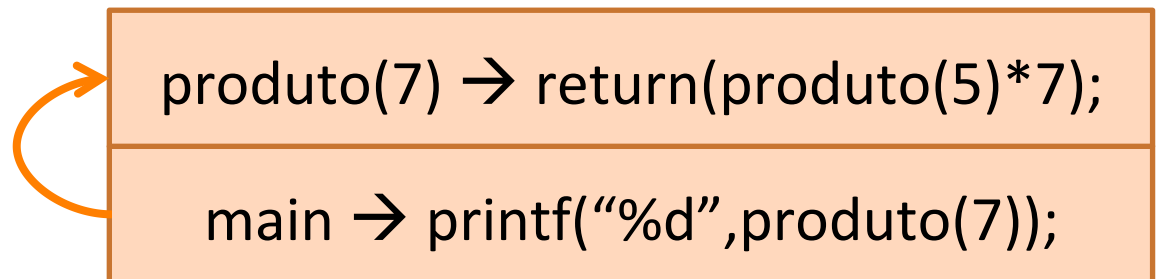 produto(7) → return(produto(5)*7);
main → printf(“%d”,produto(7));